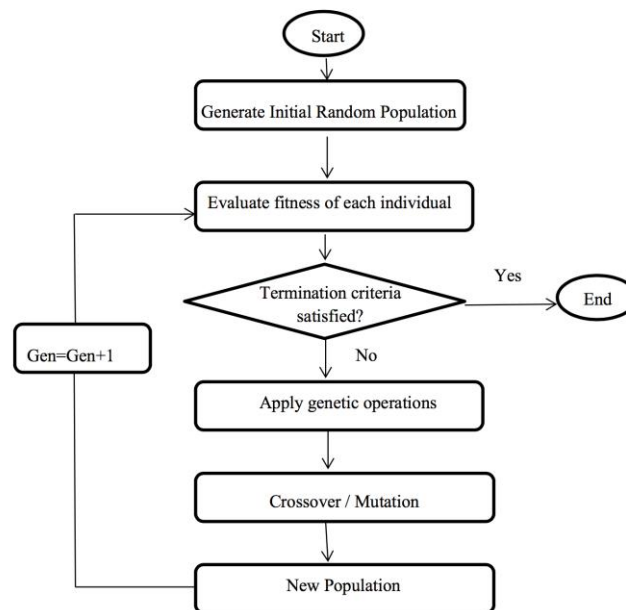 Start
Generate Initial Random Population
Evaluate fitness of each individual
Termination criteria
satisfied?
Yes
End
No
Gen=Gen+1
Apply genetic operations
Crossover / Mutation
New Population